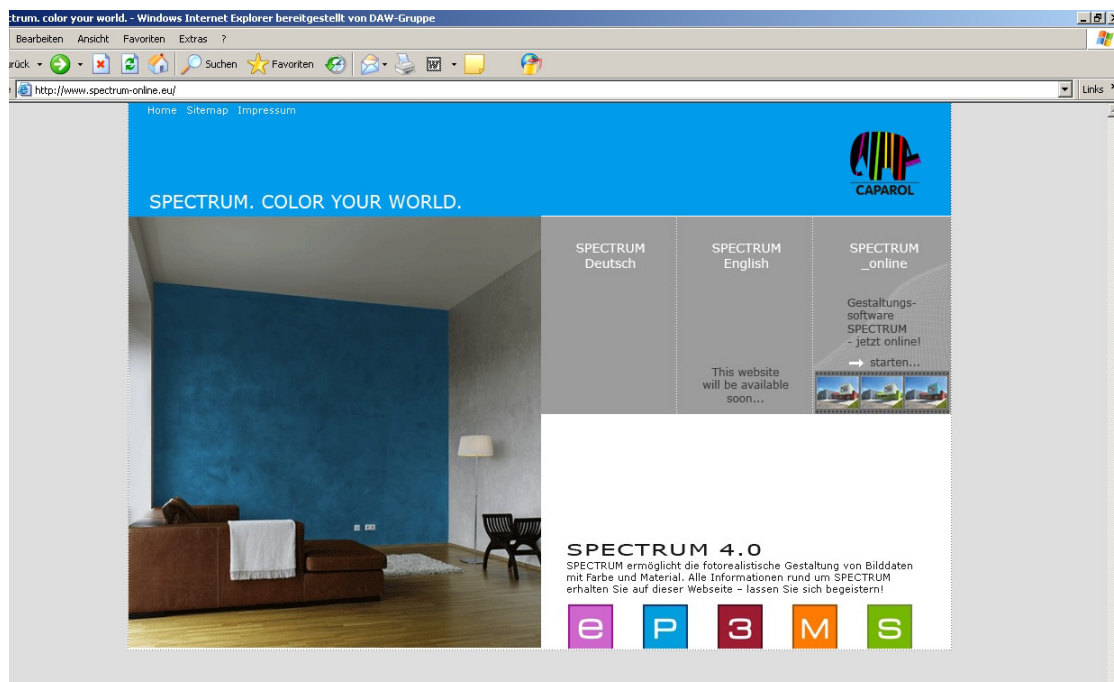 ctrum. color your world. - Windows Internet Explorer bereitgestellt von DAW-Gruppe
Bearbeiten Ansicht Favoriten Extras ?
rück Suchen Favoriten
http://www.spectrum-online.eu/ Links
Home Sitemap Impressum
CAPAROL
SPECTRUM. COLOR YOUR WORLD.
SPECTRUM
Deutsch
SPECTRUM
English
This website
will be available
soon...
SPECTRUM
_online
Gestaltungs-
software
SPECTRUM
- jetzt online!
starten...
SPECTRUM 4.0
SPECTRUM ermöglicht die fotorealistische Gestaltung von Bilddaten
mit Farbe und Material. Alle Informationen rund um SPECTRUM
erhalten Sie auf dieser Webseite – lassen Sie sich begeistern!
e P 3 M S